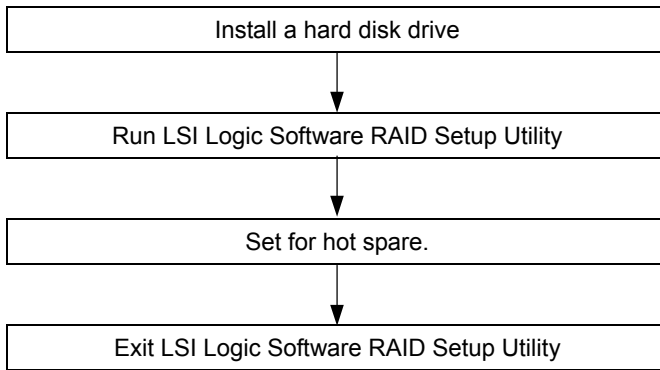 Install a hard disk drive
Run LSI Logic Software RAID Setup Utility
Set for hot spare.
Exit LSI Logic Software RAID Setup Utility